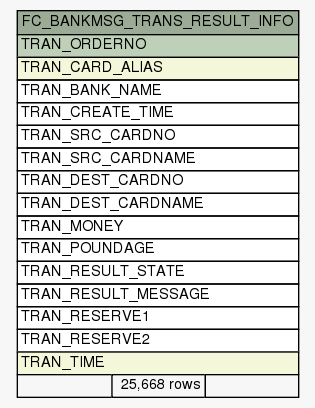 FC_BANKMSG_TRANS_RESULT_INFO
TRAN_ORDERNO
TRAN_CARD_ALIAS
TRAN_BANK_NAME
TRAN_CREATE_TIME
TRAN_SRC_CARDNO
TRAN_SRC_CARDNAME
TRAN_DEST_CARDNO
TRAN_DEST_CARDNAME
TRAN_MONEY
TRAN_POUNDAGE
TRAN_RESULT_STATE
TRAN_RESULT_MESSAGE
TRAN_RESERVE1
TRAN_RESERVE2
TRAN_TIME
25,668 rows